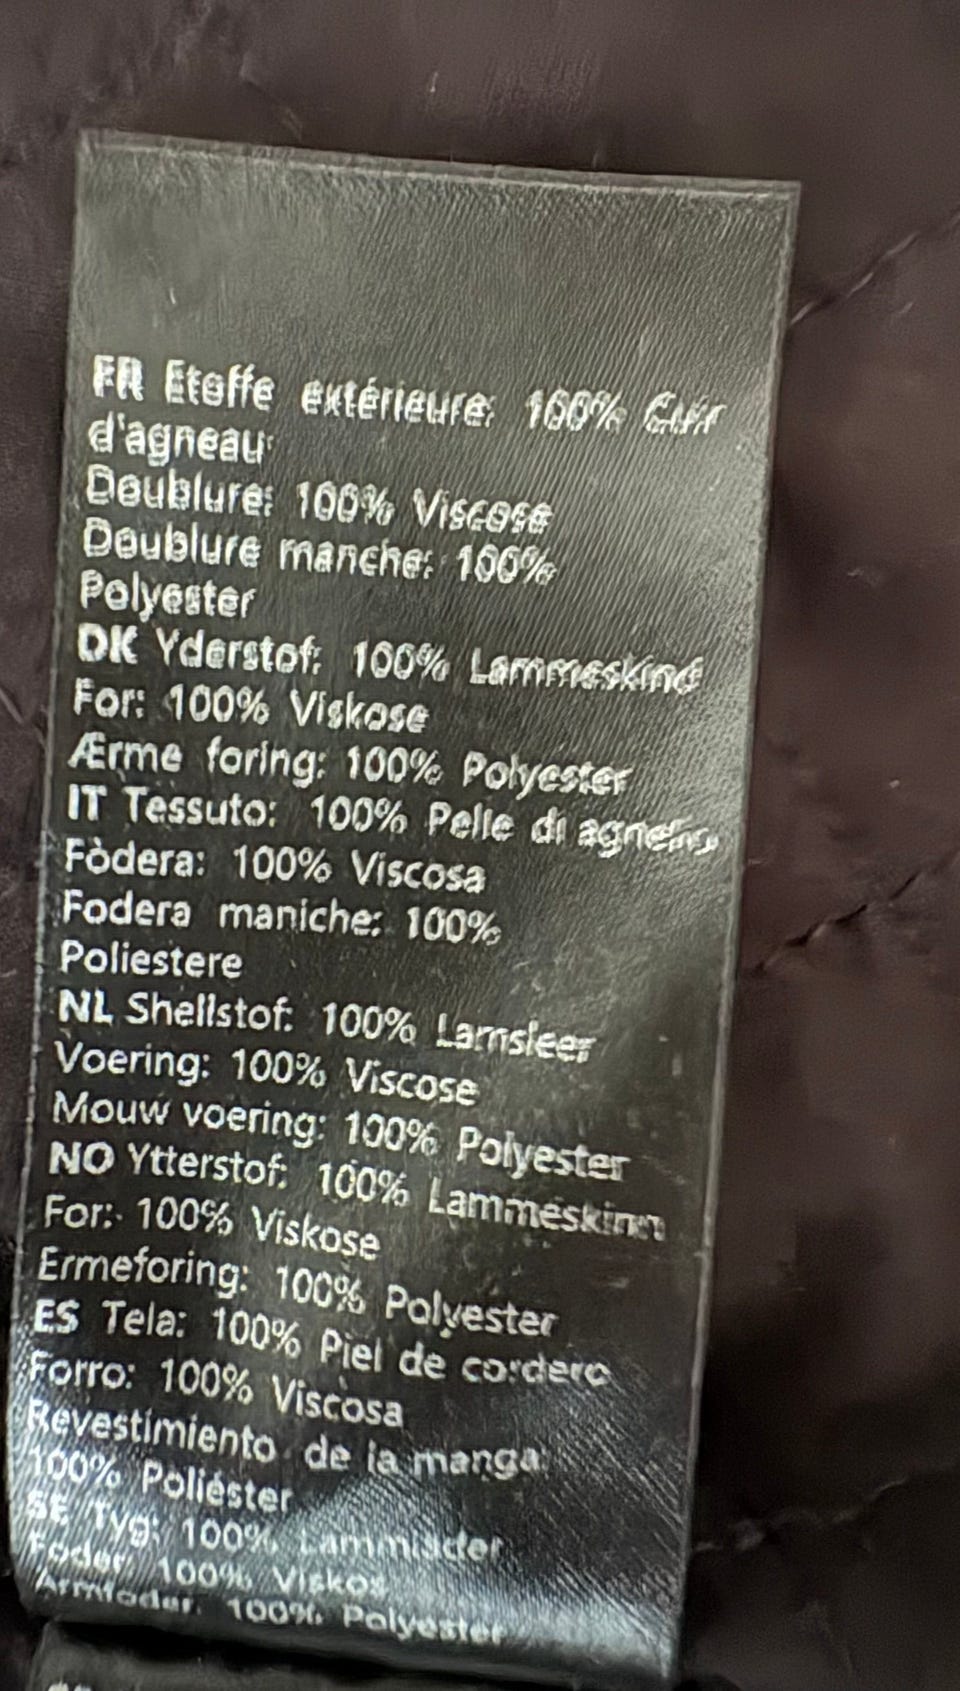 FR Etoffe extérieure: 100% Cuir
d'agneau
Doublure: 100% Viscose
Doublure manche: 100%
Polyester
DK Yderstof: 100% Lammeskind
For: 100% Viskose
Ærme foring: 100% Polyester
IT Tessuto: 100% Pelle di agnello
Fòdera: 100% Viscosa
Fodera maniche: 100%
Poliestere
NL Shellstof: 100% Lamsleer
Voering: 100% Viscose
Mouw voering: 100% Polyester
NO Ytterstof: 100% Lammeskinn
For: 100% Viskose
Ermeforing: 100% Polyester
ES Tela: 100% Piel de cordero
Forro: 100% Viscosa
Revestimiento de la manga:
100% Poliéster
SE Tyg: 100% Lammläder
Foder: 100% Viskos
Armfoder: 100% Polyester